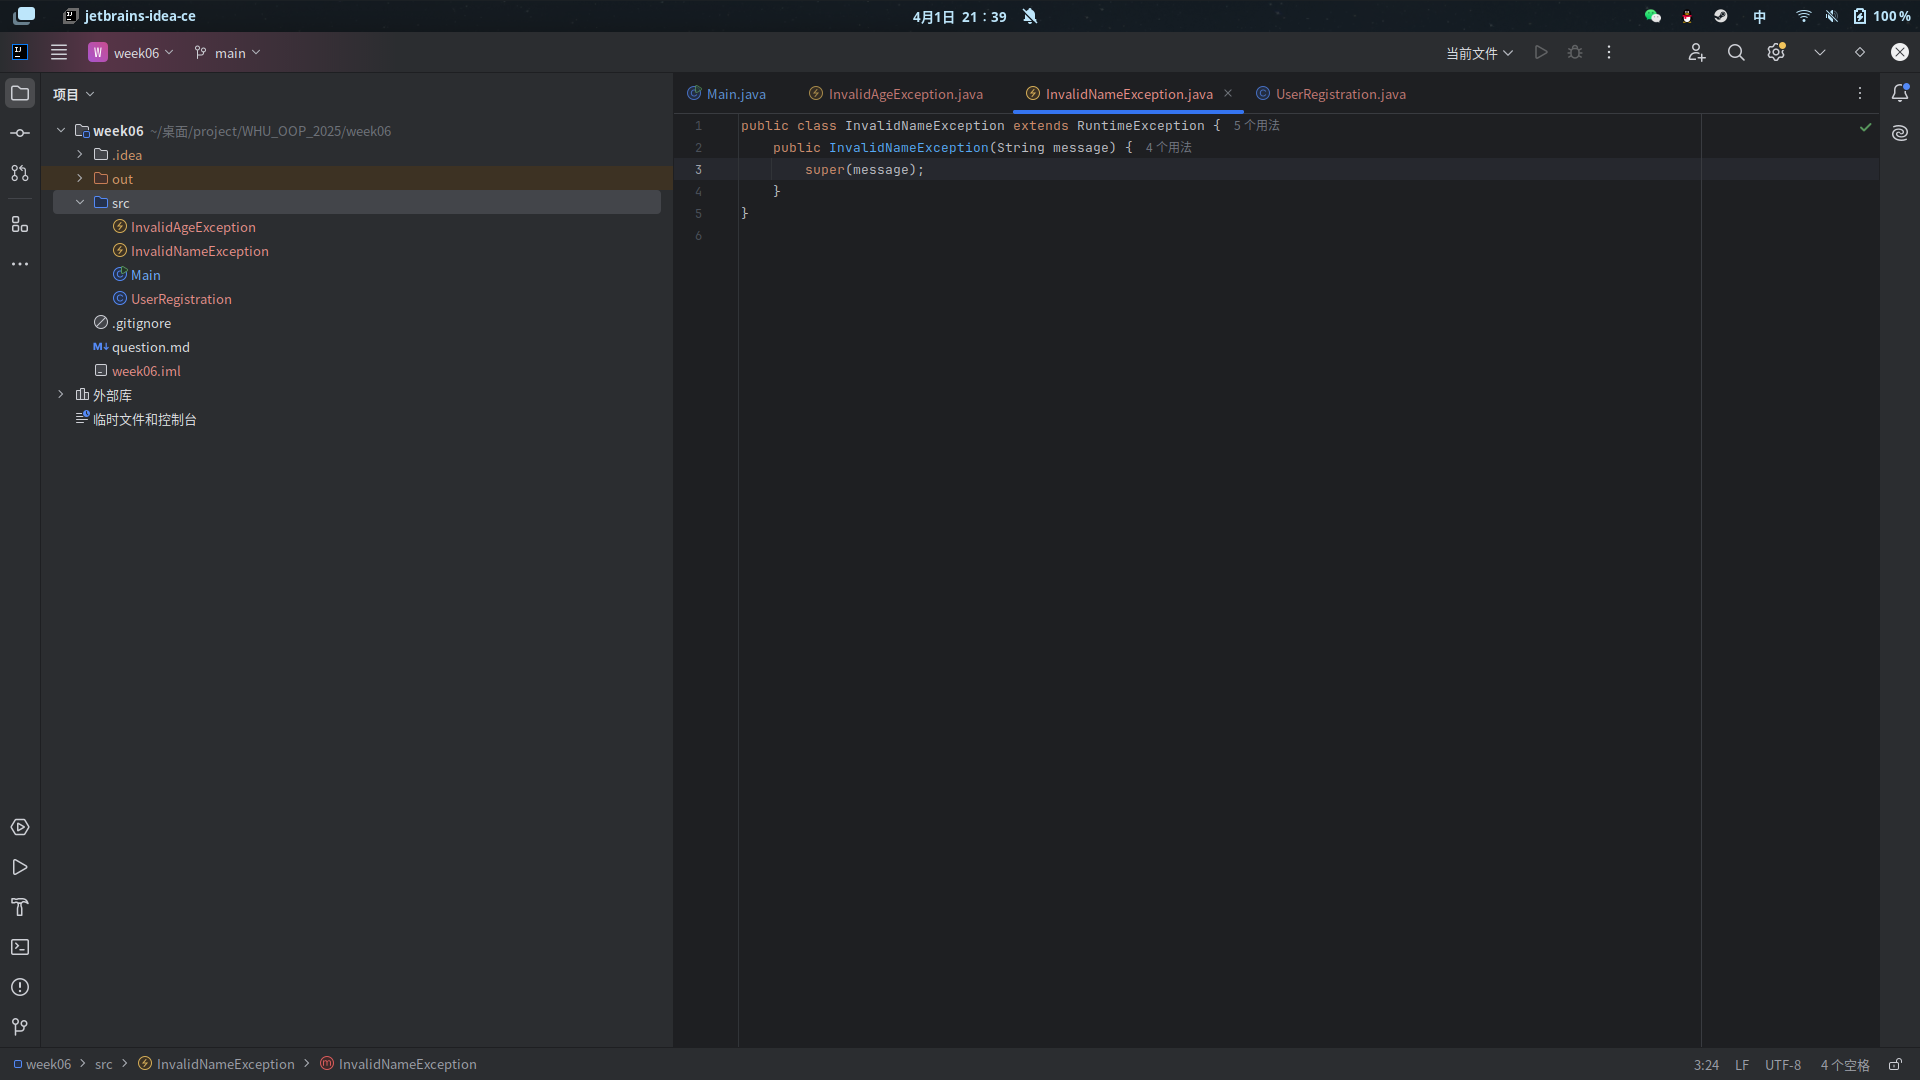 jetbrains-idea-ce
4月1日 21：39
中
100%
W week06
main
当前文件
项目
week06 ~/桌面/project/WHU_OOP_2025/week06
.idea
out
src
InvalidAgeException
InvalidNameException
Main
UserRegistration
.gitignore
question.md
week06.iml
外部库
临时文件和控制台
Main.java
InvalidAgeException.java
InvalidNameException.java
UserRegistration.java
1 public class InvalidNameException extends RuntimeException { 5个用法
2 public InvalidNameException(String message) { 4个用法
3 super(message);
4 }
5 }
6
week06 > src > InvalidNameException > InvalidNameException
3:24 LF UTF-8 4个空格